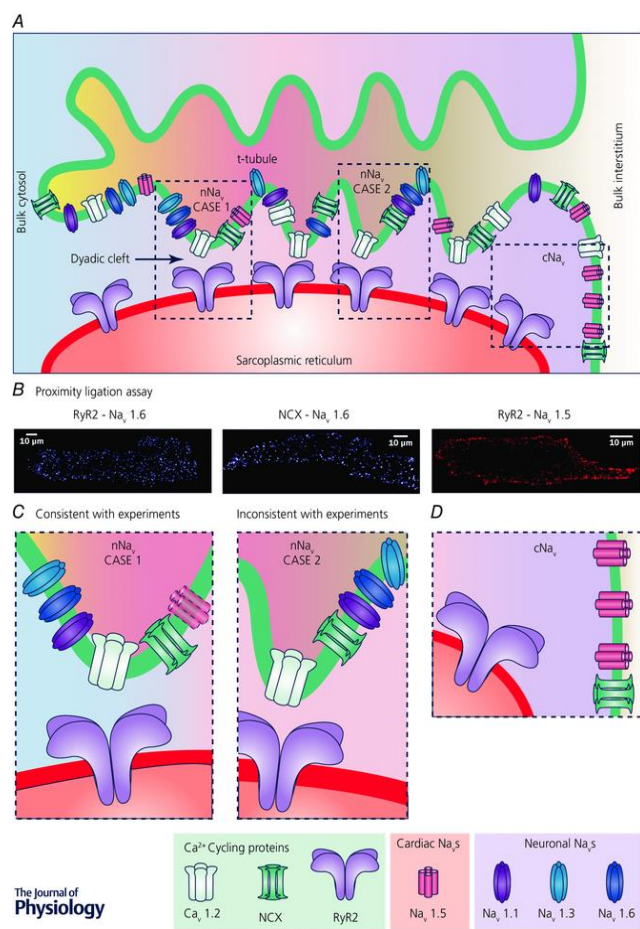 A
Bulk cytosol
t-tubule
nNav
CASE 1
nNav
CASE 2
Bulk interstitium
Dyadic cleft
cNav
Sarcoplasmic reticulum
B Proximity ligation assay
RyR2 - Nav 1.6
NCX - Nav 1.6
RyR2 - Nav 1.5
10 µm
10 µm
10 µm
C Consistent with experiments
Inconsistent with experiments
D
nNav
CASE 1
nNav
CASE 2
cNav
Ca2+ Cycling proteins
Cardiac Navs
Neuronal Navs
Cav 1.2
NCX
RyR2
Nav 1.5
Nav 1.1
Nav 1.3
Nav 1.6
The Journal of
Physiology